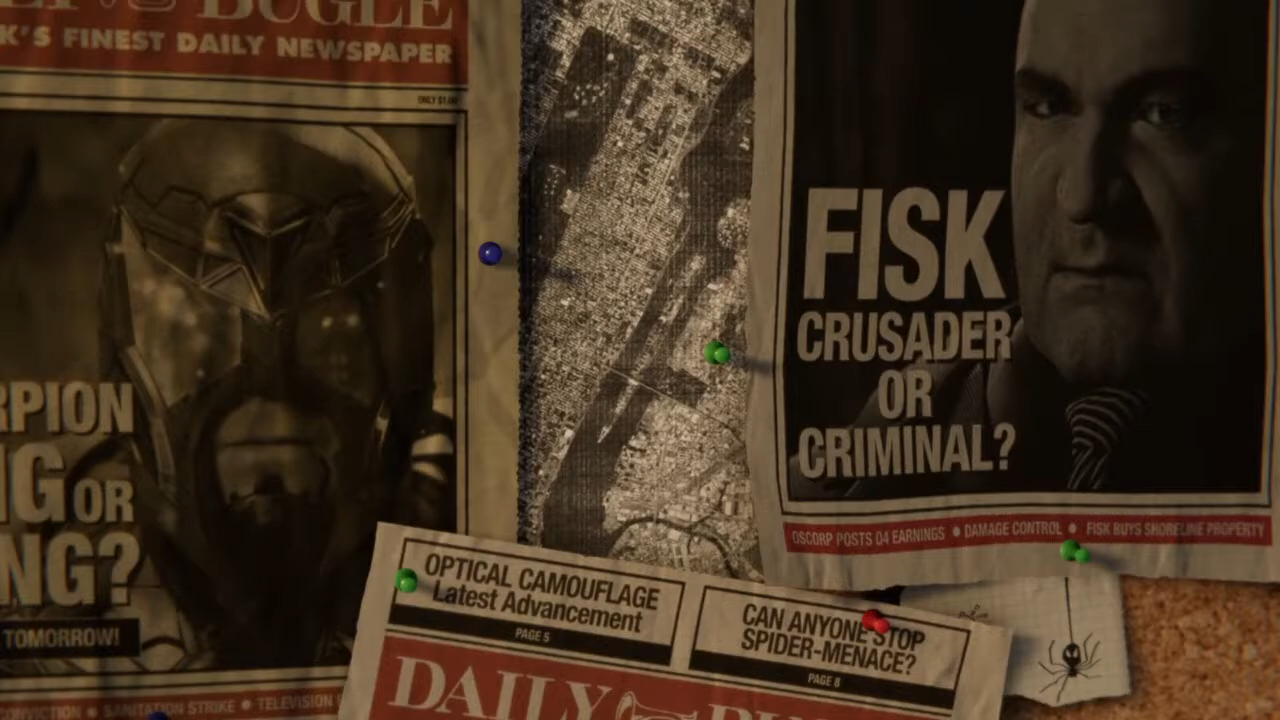 BUGLE
K'S FINEST DAILY NEWSPAPER
ONLY $1.00
RPION
NG OR
NG?
TOMORROW!
CONVICTION • SANITATION STRIKE • TELEVISION
FISK
CRUSADER
OR
CRIMINAL?
OSCORP POSTS Q4 EARNINGS • DAMAGE CONTROL • FISK BUYS SHORELINE PROPERTY
OPTICAL CAMOUFLAGE
Latest Advancement
PAGE 5
CAN ANYONE STOP
SPIDER-MENACE?
PAGE 8
DAILY